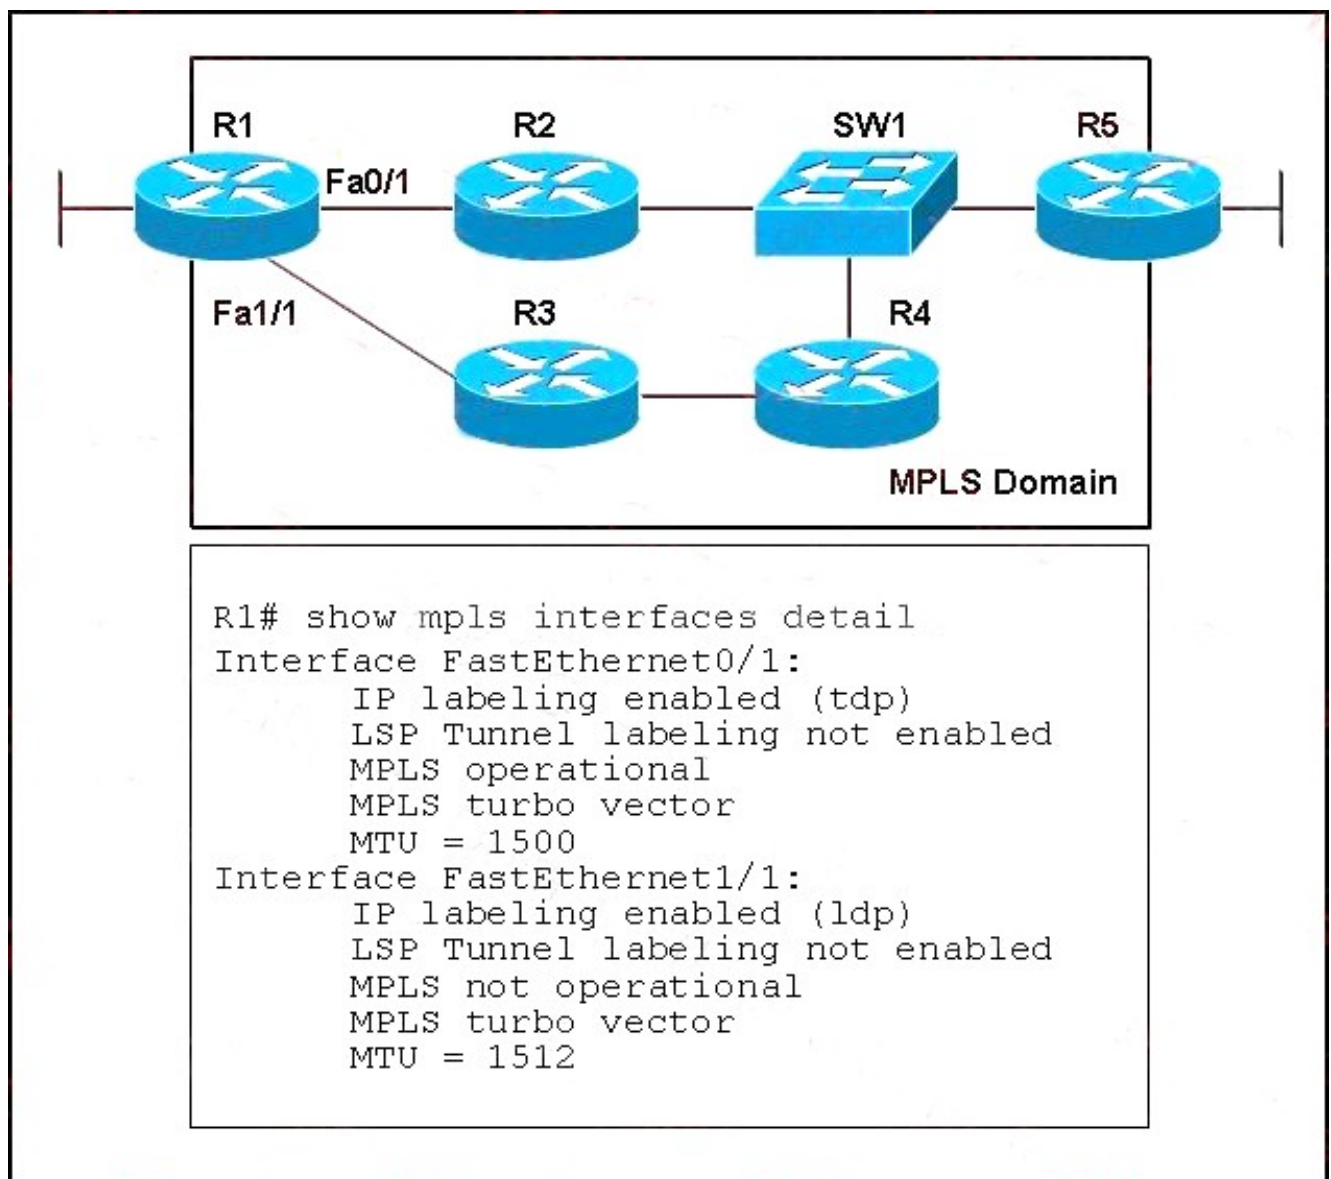 R1
R2
SW1
R5
Fa0/1
Fa1/1
R3
R4
MPLS Domain
R1# show mpls interfaces detail
Interface FastEthernet0/1:
IP labeling enabled (tdp)
LSP Tunnel labeling not enabled
MPLS operational
MPLS turbo vector
MTU = 1500
Interface FastEthernet1/1:
IP labeling enabled (ldp)
LSP Tunnel labeling not enabled
MPLS not operational
MPLS turbo vector
MTU = 1512